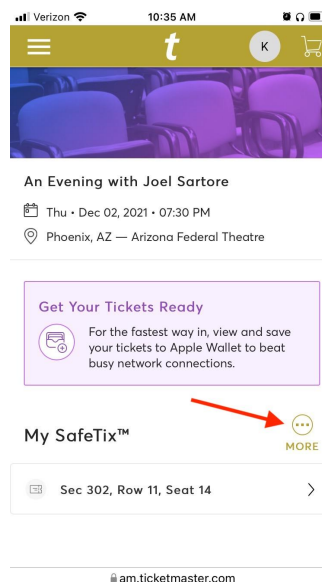 Verizon 10:35 AM
t K
An Evening with Joel Sartore
Thu • Dec 02, 2021 • 07:30 PM
Phoenix, AZ — Arizona Federal Theatre
Get Your Tickets Ready
For the fastest way in, view and save
your tickets to Apple Wallet to beat
busy network connections.
My SafeTix™
MORE
Sec 302, Row 11, Seat 14
am.ticketmaster.com